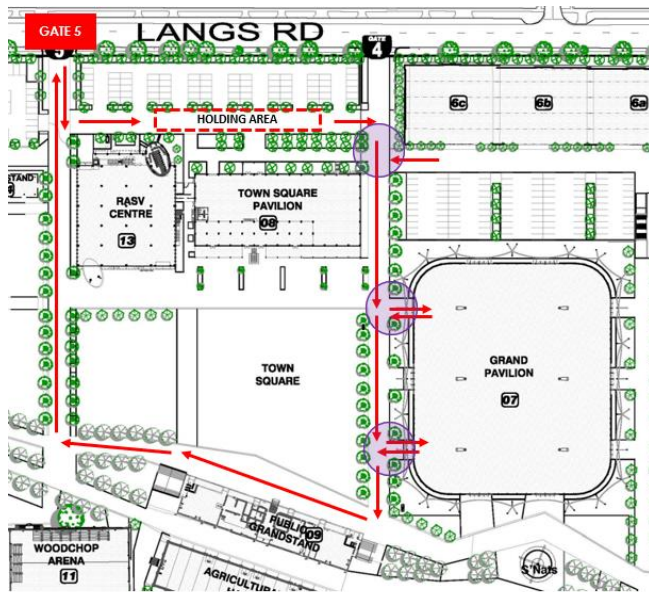 GATE 5
LANGS RD
GATE
4
6c
6b
6a
HOLDING AREA
STAND
RASV
CENTRE
13
TOWN SQUARE
PAVILION
08
TOWN
SQUARE
GRAND
PAVILION
07
PUBLIC
GRANDSTAND
09
WOODCHOP
ARENA
11
AGRICULTURAL
S'Nats